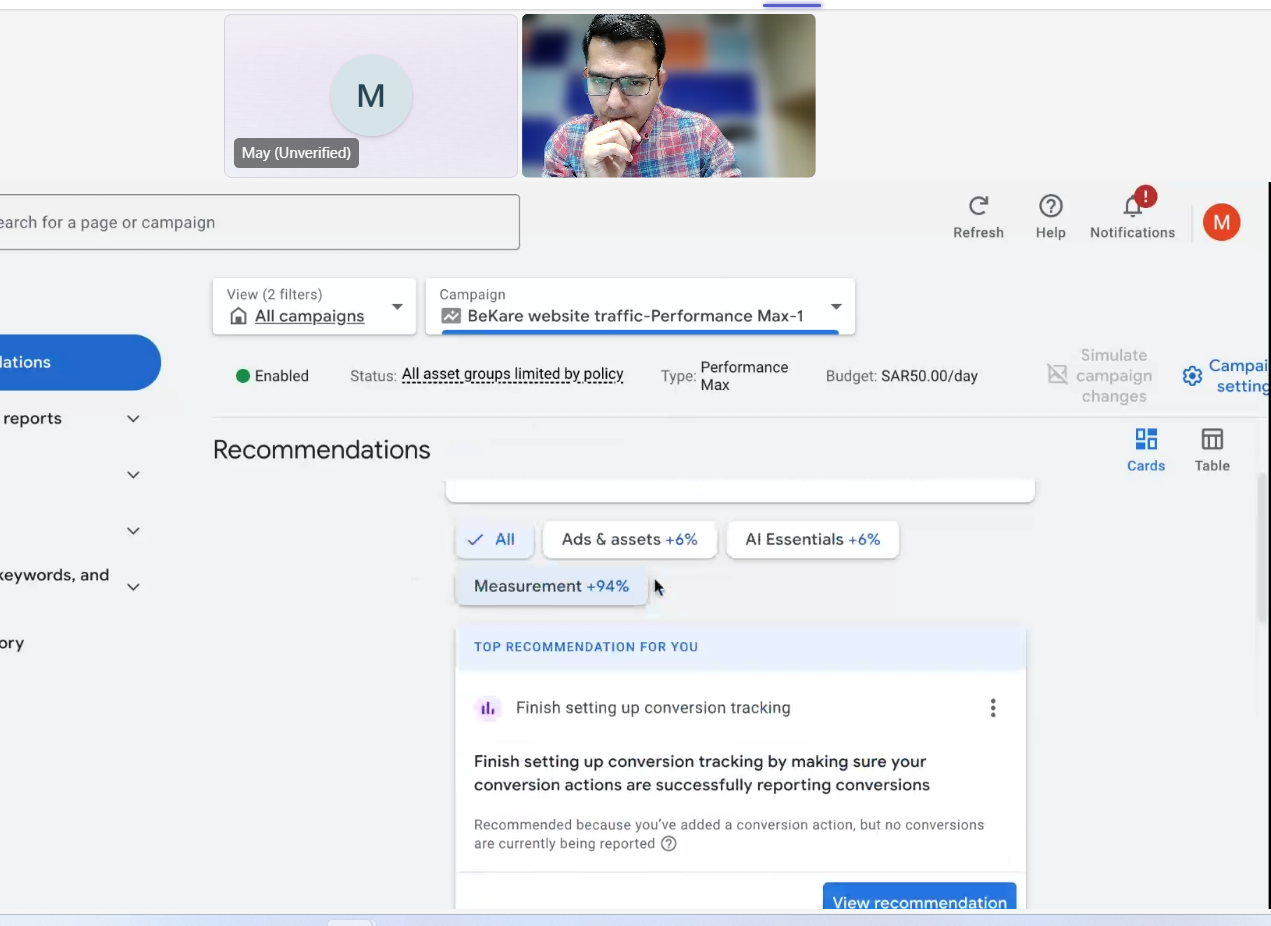 M
May (Unverified)
earch for a page or campaign
Refresh
Help
!
Notifications
M
View (2 filters)
All campaigns
Campaign
BeKare website traffic-Performance Max-1
lations
Enabled
Status: All asset groups limited by policy
Type: Performance
Max
Budget: SAR50.00/day
Simulate
campaign
changes
Campai
setting
reports
Recommendations
Cards
Table
All
Ads & assets +6%
AI Essentials +6%
keywords, and
Measurement +94%
ory
TOP RECOMMENDATION FOR YOU
Finish setting up conversion tracking
Finish setting up conversion tracking by making sure your
conversion actions are successfully reporting conversions
Recommended because you've added a conversion action, but no conversions
are currently being reported
View recommendation